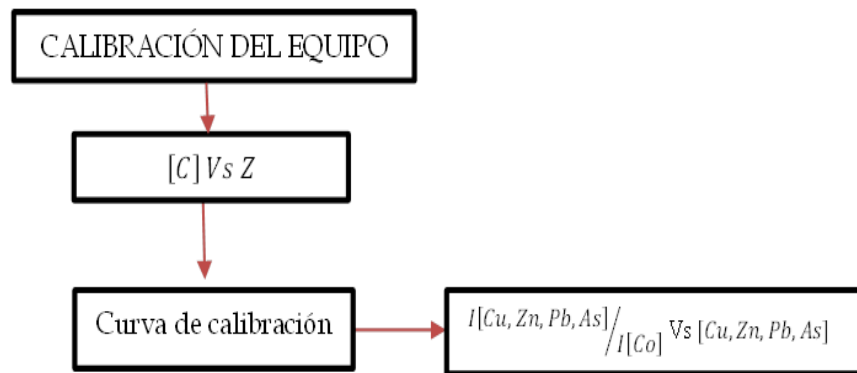 CALIBRACIÓN DEL EQUIPO
[C] Vs Z
Curva de calibración
I[Cu, Zn, Pb, As]/I[Co] Vs [Cu, Zn, Pb, As]